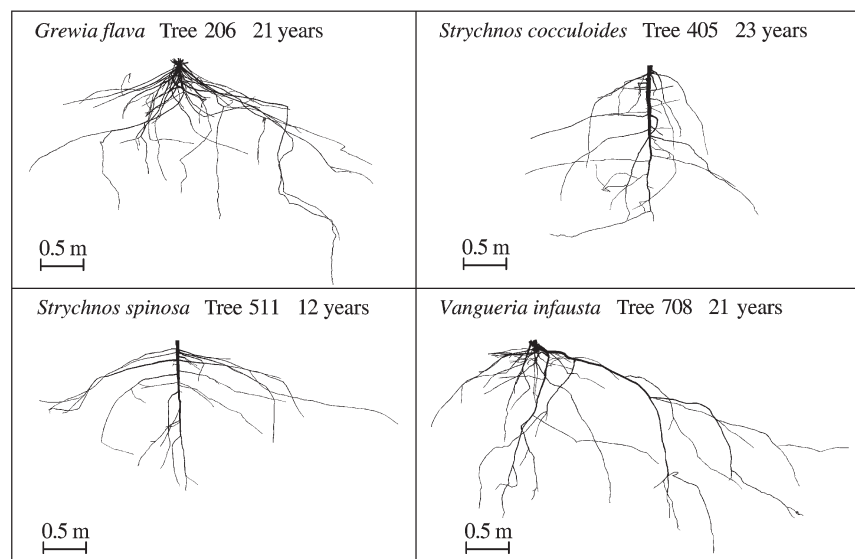 Grewia flava Tree 206 21 years
0.5 m
Strychnos cocculoides Tree 405 23 years
0.5 m
Strychnos spinosa Tree 511 12 years
0.5 m
Vangueria infausta Tree 708 21 years
0.5 m